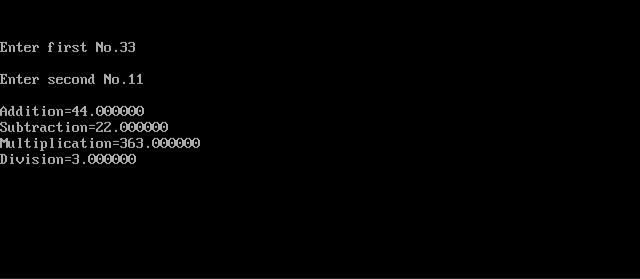 Enter first No.33
Enter second No.11
Addition=44.000000
Subtraction=22.000000
Multiplication=363.000000
Division=3.000000